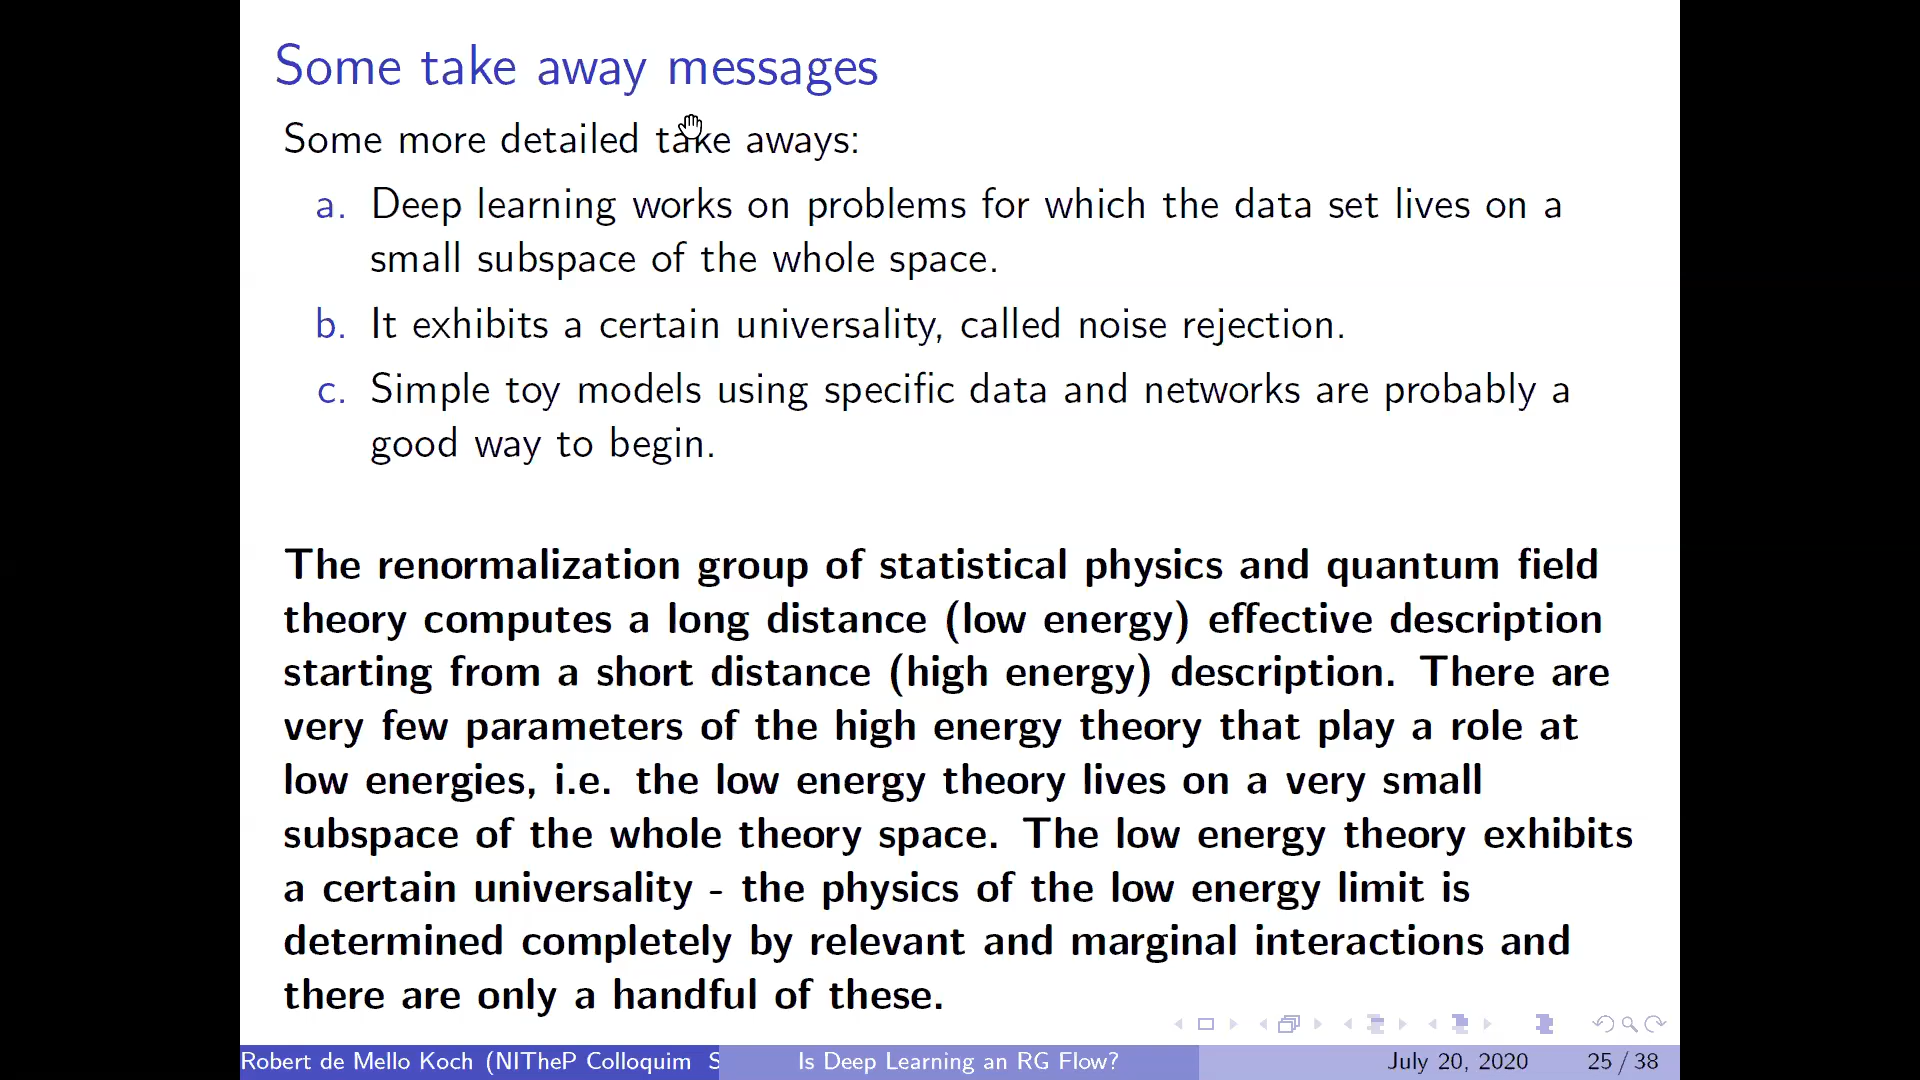 Some take away messages
Some more detailed take aways:
a. Deep learning works on problems for which the data set lives on a
small subspace of the whole space.
b. It exhibits a certain universality, called noise rejection.
c. Simple toy models using specific data and networks are probably a
good way to begin.
The renormalization group of statistical physics and quantum field
theory computes a long distance (low energy) effective description
starting from a short distance (high energy) description. There are
very few parameters of the high energy theory that play a role at
low energies, i.e. the low energy theory lives on a very small
subspace of the whole theory space. The low energy theory exhibits
a certain universality - the physics of the low energy limit is
determined completely by relevant and marginal interactions and
there are only a handful of these.
Robert de Mello Koch (NITheP Colloquim S Is Deep Learning an RG Flow? July 20, 2020 25 / 38